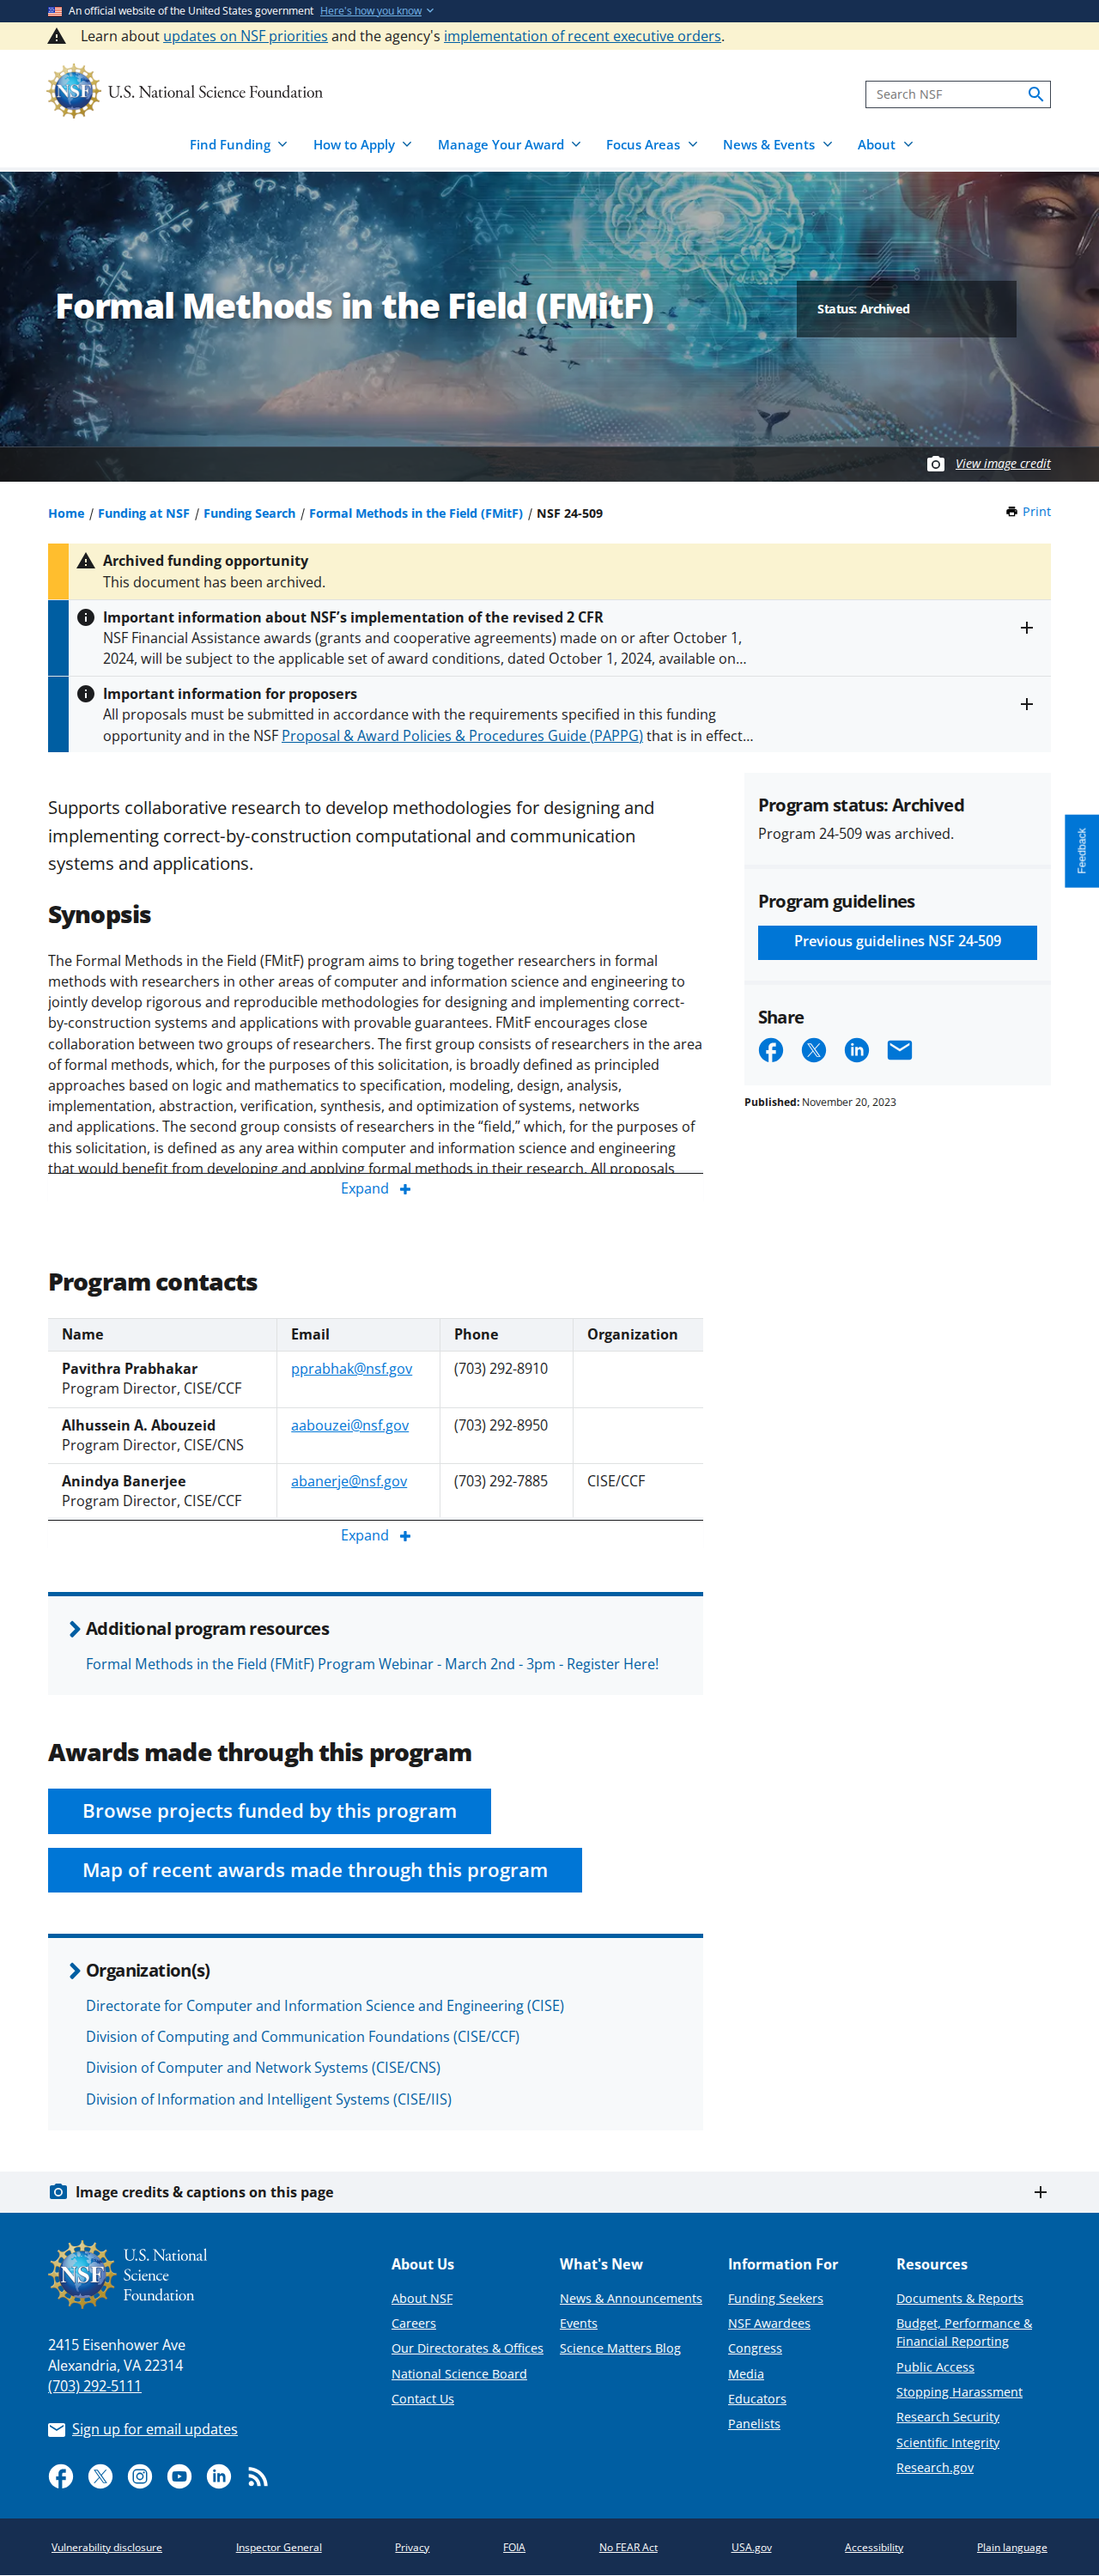 An official website of the United States government Here's how you know
Learn about updates on NSF priorities and the agency's implementation of recent executive orders.
NSF U.S. National Science Foundation
Search NSF
Find Funding How to Apply Manage Your Award Focus Areas News & Events About
Formal Methods in the Field (FMitF)
Status: Archived
View image credit
Home / Funding at NSF / Funding Search / Formal Methods in the Field (FMitF) / NSF 24-509
Print
Archived funding opportunity
This document has been archived.
Important information about NSF’s implementation of the revised 2 CFR
NSF Financial Assistance awards (grants and cooperative agreements) made on or after October 1,
2024, will be subject to the applicable set of award conditions, dated October 1, 2024, available on...
Important information for proposers
All proposals must be submitted in accordance with the requirements specified in this funding
opportunity and in the NSF Proposal & Award Policies & Procedures Guide (PAPPG) that is in effect...
Supports collaborative research to develop methodologies for designing and
implementing correct-by-construction computational and communication
systems and applications.
Synopsis
The Formal Methods in the Field (FMitF) program aims to bring together researchers in formal
methods with researchers in other areas of computer and information science and engineering to
jointly develop rigorous and reproducible methodologies for designing and implementing correct-
by-construction systems and applications with provable guarantees. FMitF encourages close
collaboration between two groups of researchers. The first group consists of researchers in the area
of formal methods, which, for the purposes of this solicitation, is broadly defined as principled
approaches based on logic and mathematics to specification, modeling, design, analysis,
implementation, abstraction, verification, synthesis, and optimization of systems, networks
and applications. The second group consists of researchers in the “field,” which, for the purposes of
this solicitation, is defined as any area within computer and information science and engineering
that would benefit from developing and applying formal methods in their research. All proposals
Expand
Program status: Archived
Program 24-509 was archived.
Program guidelines
Previous guidelines NSF 24-509
Share
Published: November 20, 2023
Feedback
Program contacts
Name Email Phone Organization
Pavithra Prabhakar pprabhak@nsf.gov (703) 292-8910
Program Director, CISE/CCF
Alhussein A. Abouzeid aabouzei@nsf.gov (703) 292-8950
Program Director, CISE/CNS
Anindya Banerjee abanerje@nsf.gov (703) 292-7885 CISE/CCF
Program Director, CISE/CCF
Expand
Additional program resources
Formal Methods in the Field (FMitF) Program Webinar - March 2nd - 3pm - Register Here!
Awards made through this program
Browse projects funded by this program
Map of recent awards made through this program
Organization(s)
Directorate for Computer and Information Science and Engineering (CISE)
Division of Computing and Communication Foundations (CISE/CCF)
Division of Computer and Network Systems (CISE/CNS)
Division of Information and Intelligent Systems (CISE/IIS)
Image credits & captions on this page
NSF
U.S. National
Science
Foundation
2415 Eisenhower Ave
Alexandria, VA 22314
(703) 292-5111
Sign up for email updates
About Us
About NSF
Careers
Our Directorates & Offices
National Science Board
Contact Us
What's New
News & Announcements
Events
Science Matters Blog
Information For
Funding Seekers
NSF Awardees
Congress
Media
Educators
Panelists
Resources
Documents & Reports
Budget, Performance &
Financial Reporting
Public Access
Stopping Harassment
Research Security
Scientific Integrity
Research.gov
Vulnerability disclosure Inspector General Privacy FOIA No FEAR Act USA.gov Accessibility Plain language